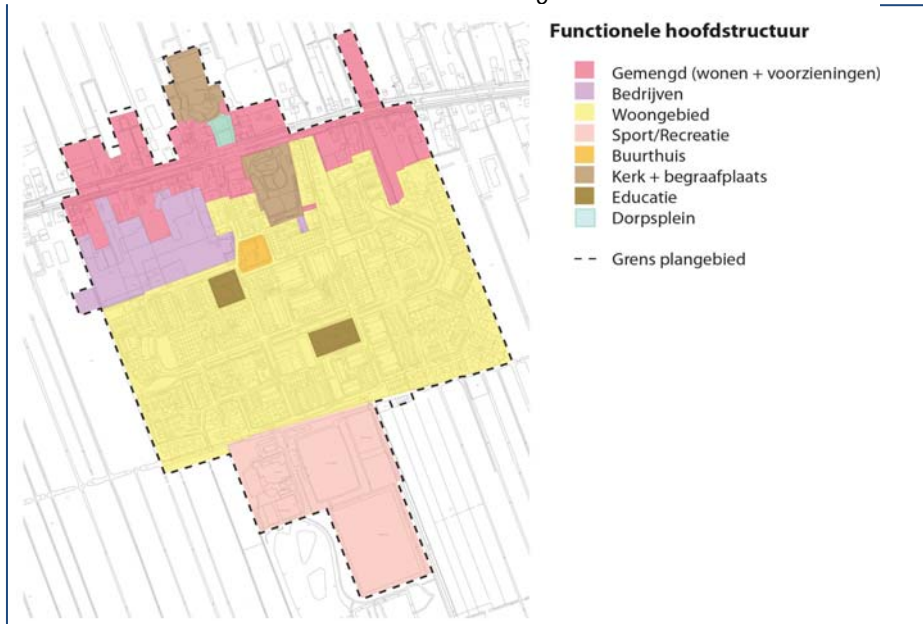 Functionele hoofdstructuur
Gemengd (wonen + voorzieningen)
Bedrijven
Woongebied
Sport/Recreatie
Buurthuis
Kerk + begraafplaats
Educatie
Dorpsplein
Grens plangebied